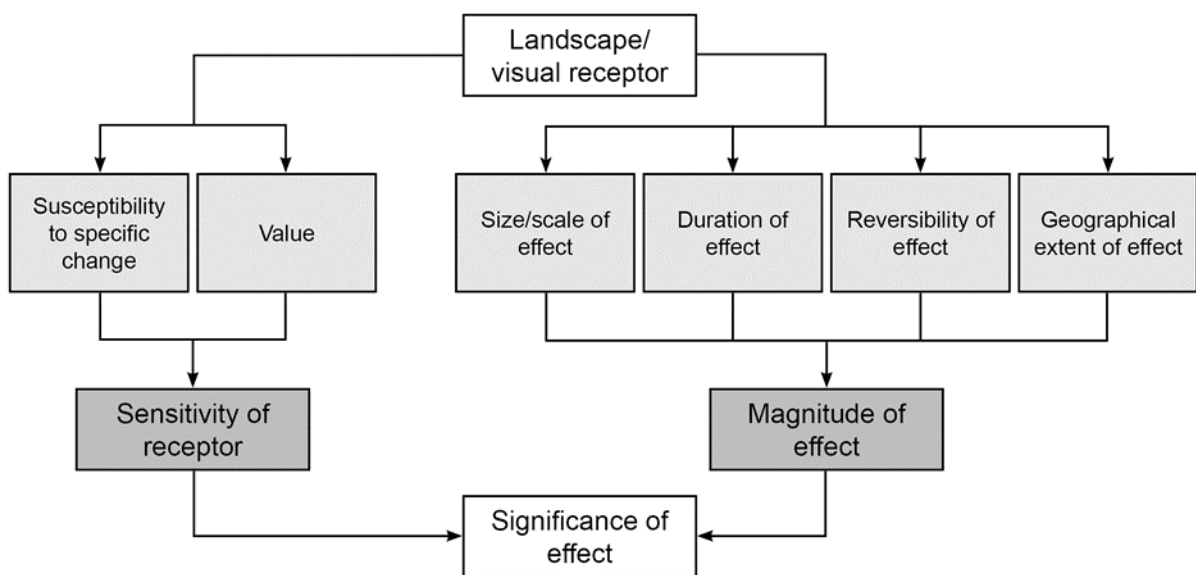 Landscape/
visual receptor
Susceptibility
to specific
change
Value
Size/scale of
effect
Duration of
effect
Reversibility of
effect
Geographical
extent of effect
Sensitivity of
receptor
Magnitude of
effect
Significance of
effect